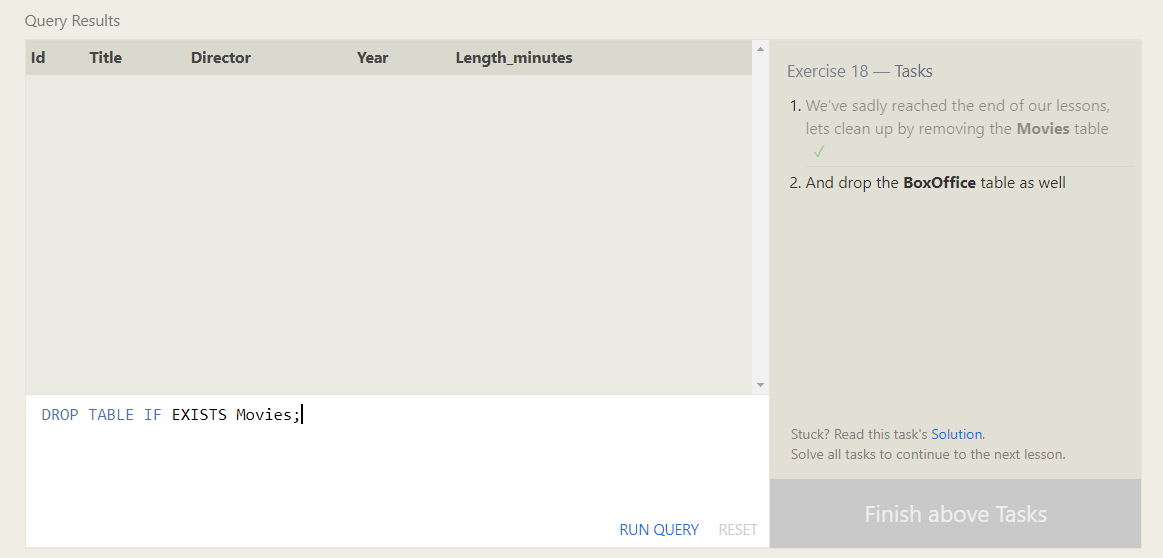 Query Results
Id Title Director Year Length_minutes
Exercise 18 — Tasks
1. We've sadly reached the end of our lessons,
lets clean up by removing the Movies table
✓
2. And drop the BoxOffice table as well
DROP TABLE IF EXISTS Movies;
RUN QUERY RESET
Stuck? Read this task's Solution.
Solve all tasks to continue to the next lesson.
Finish above Tasks